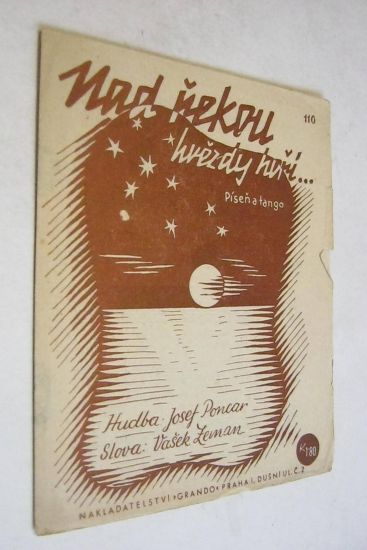 Nad řekou
110
hvězdy hoří...
Píseň a tango
Hudba: Josef Poncar
Slova: Vašek Zeman
K 1·80
NAKLADATELSTVÍ »GRANDO« PRAHA I, DUŠNÍ UL. Č. 7